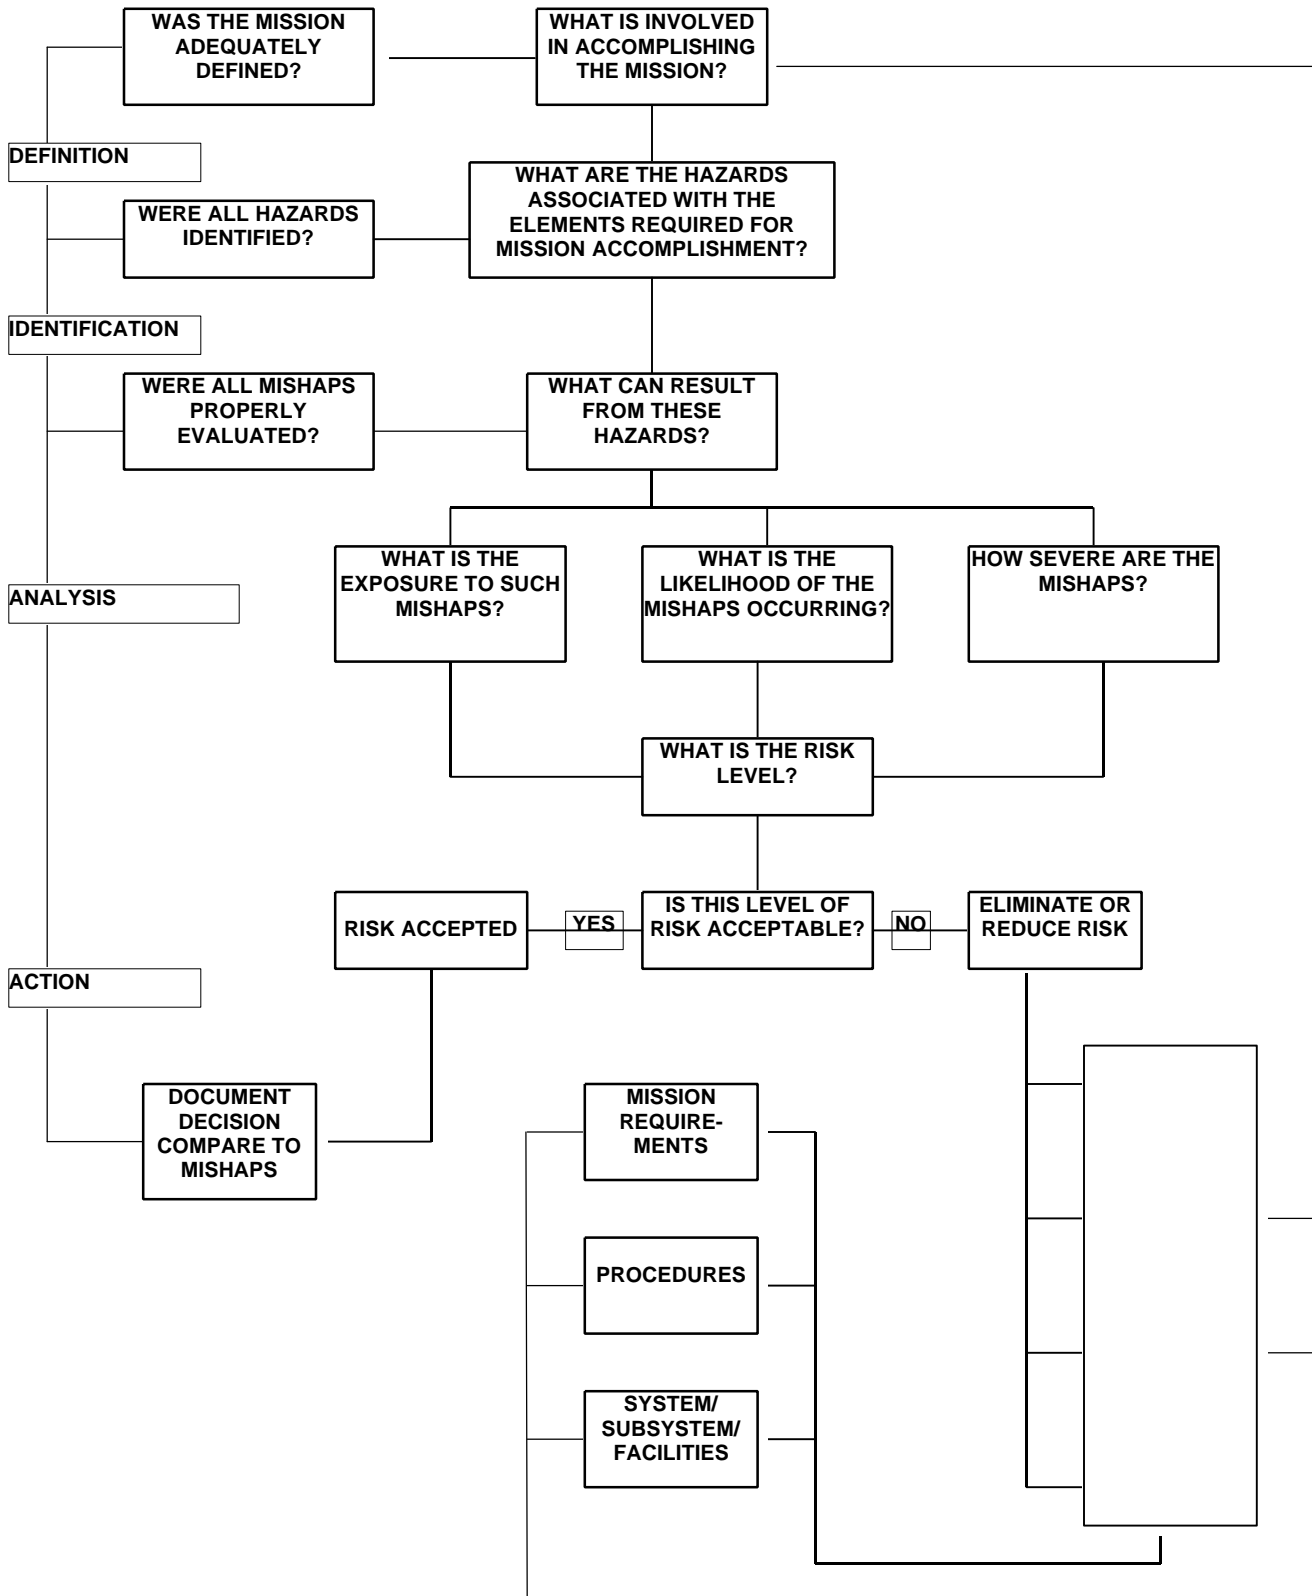 WAS THE MISSION
ADEQUATELY
DEFINED?
WHAT IS INVOLVED
IN ACCOMPLISHING
THE MISSION?
DEFINITION
WHAT ARE THE HAZARDS
ASSOCIATED WITH THE
ELEMENTS REQUIRED FOR
MISSION ACCOMPLISHMENT?
WERE ALL HAZARDS
IDENTIFIED?
IDENTIFICATION
WERE ALL MISHAPS
PROPERLY
EVALUATED?
WHAT CAN RESULT
FROM THESE
HAZARDS?
WHAT IS THE
EXPOSURE TO SUCH
MISHAPS?
WHAT IS THE
LIKELIHOOD OF THE
MISHAPS OCCURRING?
HOW SEVERE ARE THE
MISHAPS?
ANALYSIS
WHAT IS THE RISK
LEVEL?
RISK ACCEPTED
YES
IS THIS LEVEL OF
RISK ACCEPTABLE?
NO
ELIMINATE OR
REDUCE RISK
ACTION
DOCUMENT
DECISION
COMPARE TO
MISHAPS
MISSION
REQUIRE-
MENTS
PROCEDURES
SYSTEM/
SUBSYSTEM/
FACILITIES